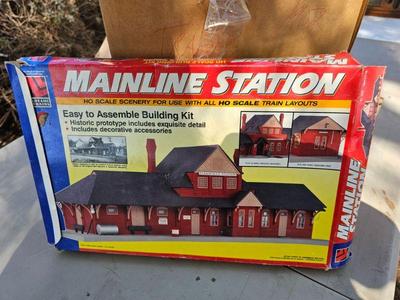 MAINLINE STATION
HO SCALE SCENERY FOR USE WITH ALL HO SCALE TRAIN LAYOUTS
Easy to Assemble Building Kit
• Historic prototype includes exquisite detail
• Includes decorative accessories
MAINLINE
STATION